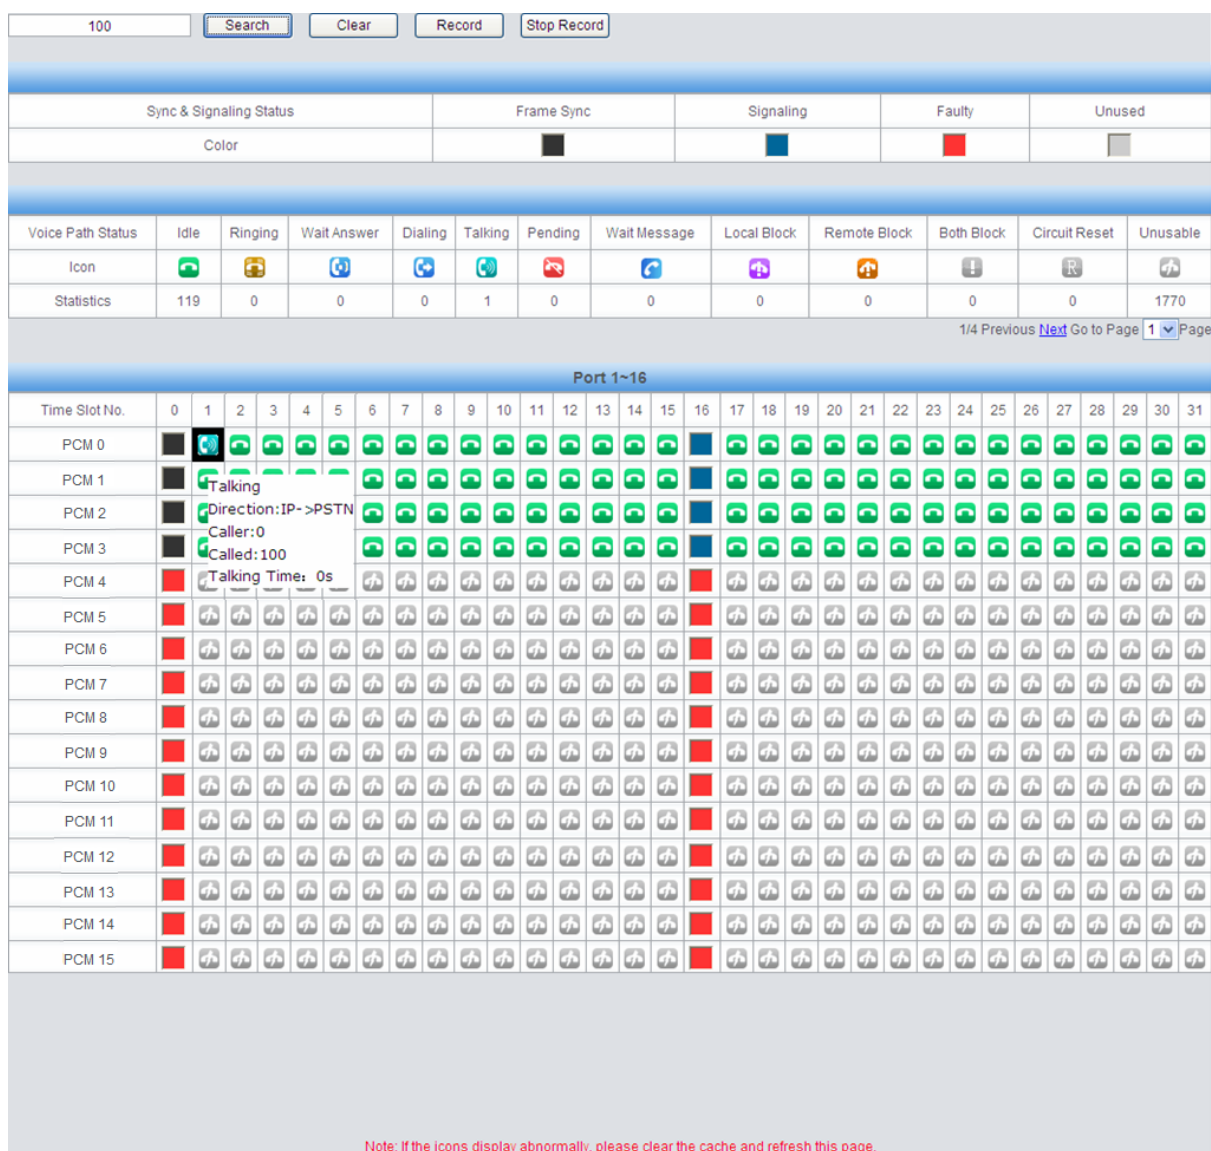 100 Search Clear Record Stop Record
Sync & Signaling Status Frame Sync Signaling Faulty Unused
Color
Voice Path Status Idle Ringing Wait Answer Dialing Talking Pending Wait Message Local Block Remote Block Both Block Circuit Reset Unusable
Icon
Statistics 119 0 0 0 1 0 0 0 0 0 0 1770
1/4 Previous Next Go to Page 1 Page
Port 1~16
Time Slot No. 0 1 2 3 4 5 6 7 8 9 10 11 12 13 14 15 16 17 18 19 20 21 22 23 24 25 26 27 28 29 30 31
PCM 0
PCM 1
Talking
PCM 2
Direction:IP->PSTN
Caller:0
PCM 3
Called:100
PCM 4
Talking Time: 0s
PCM 5
PCM 6
PCM 7
PCM 8
PCM 9
PCM 10
PCM 11
PCM 12
PCM 13
PCM 14
PCM 15
Note: If the icons display abnormally, please clear the cache and refresh this page.